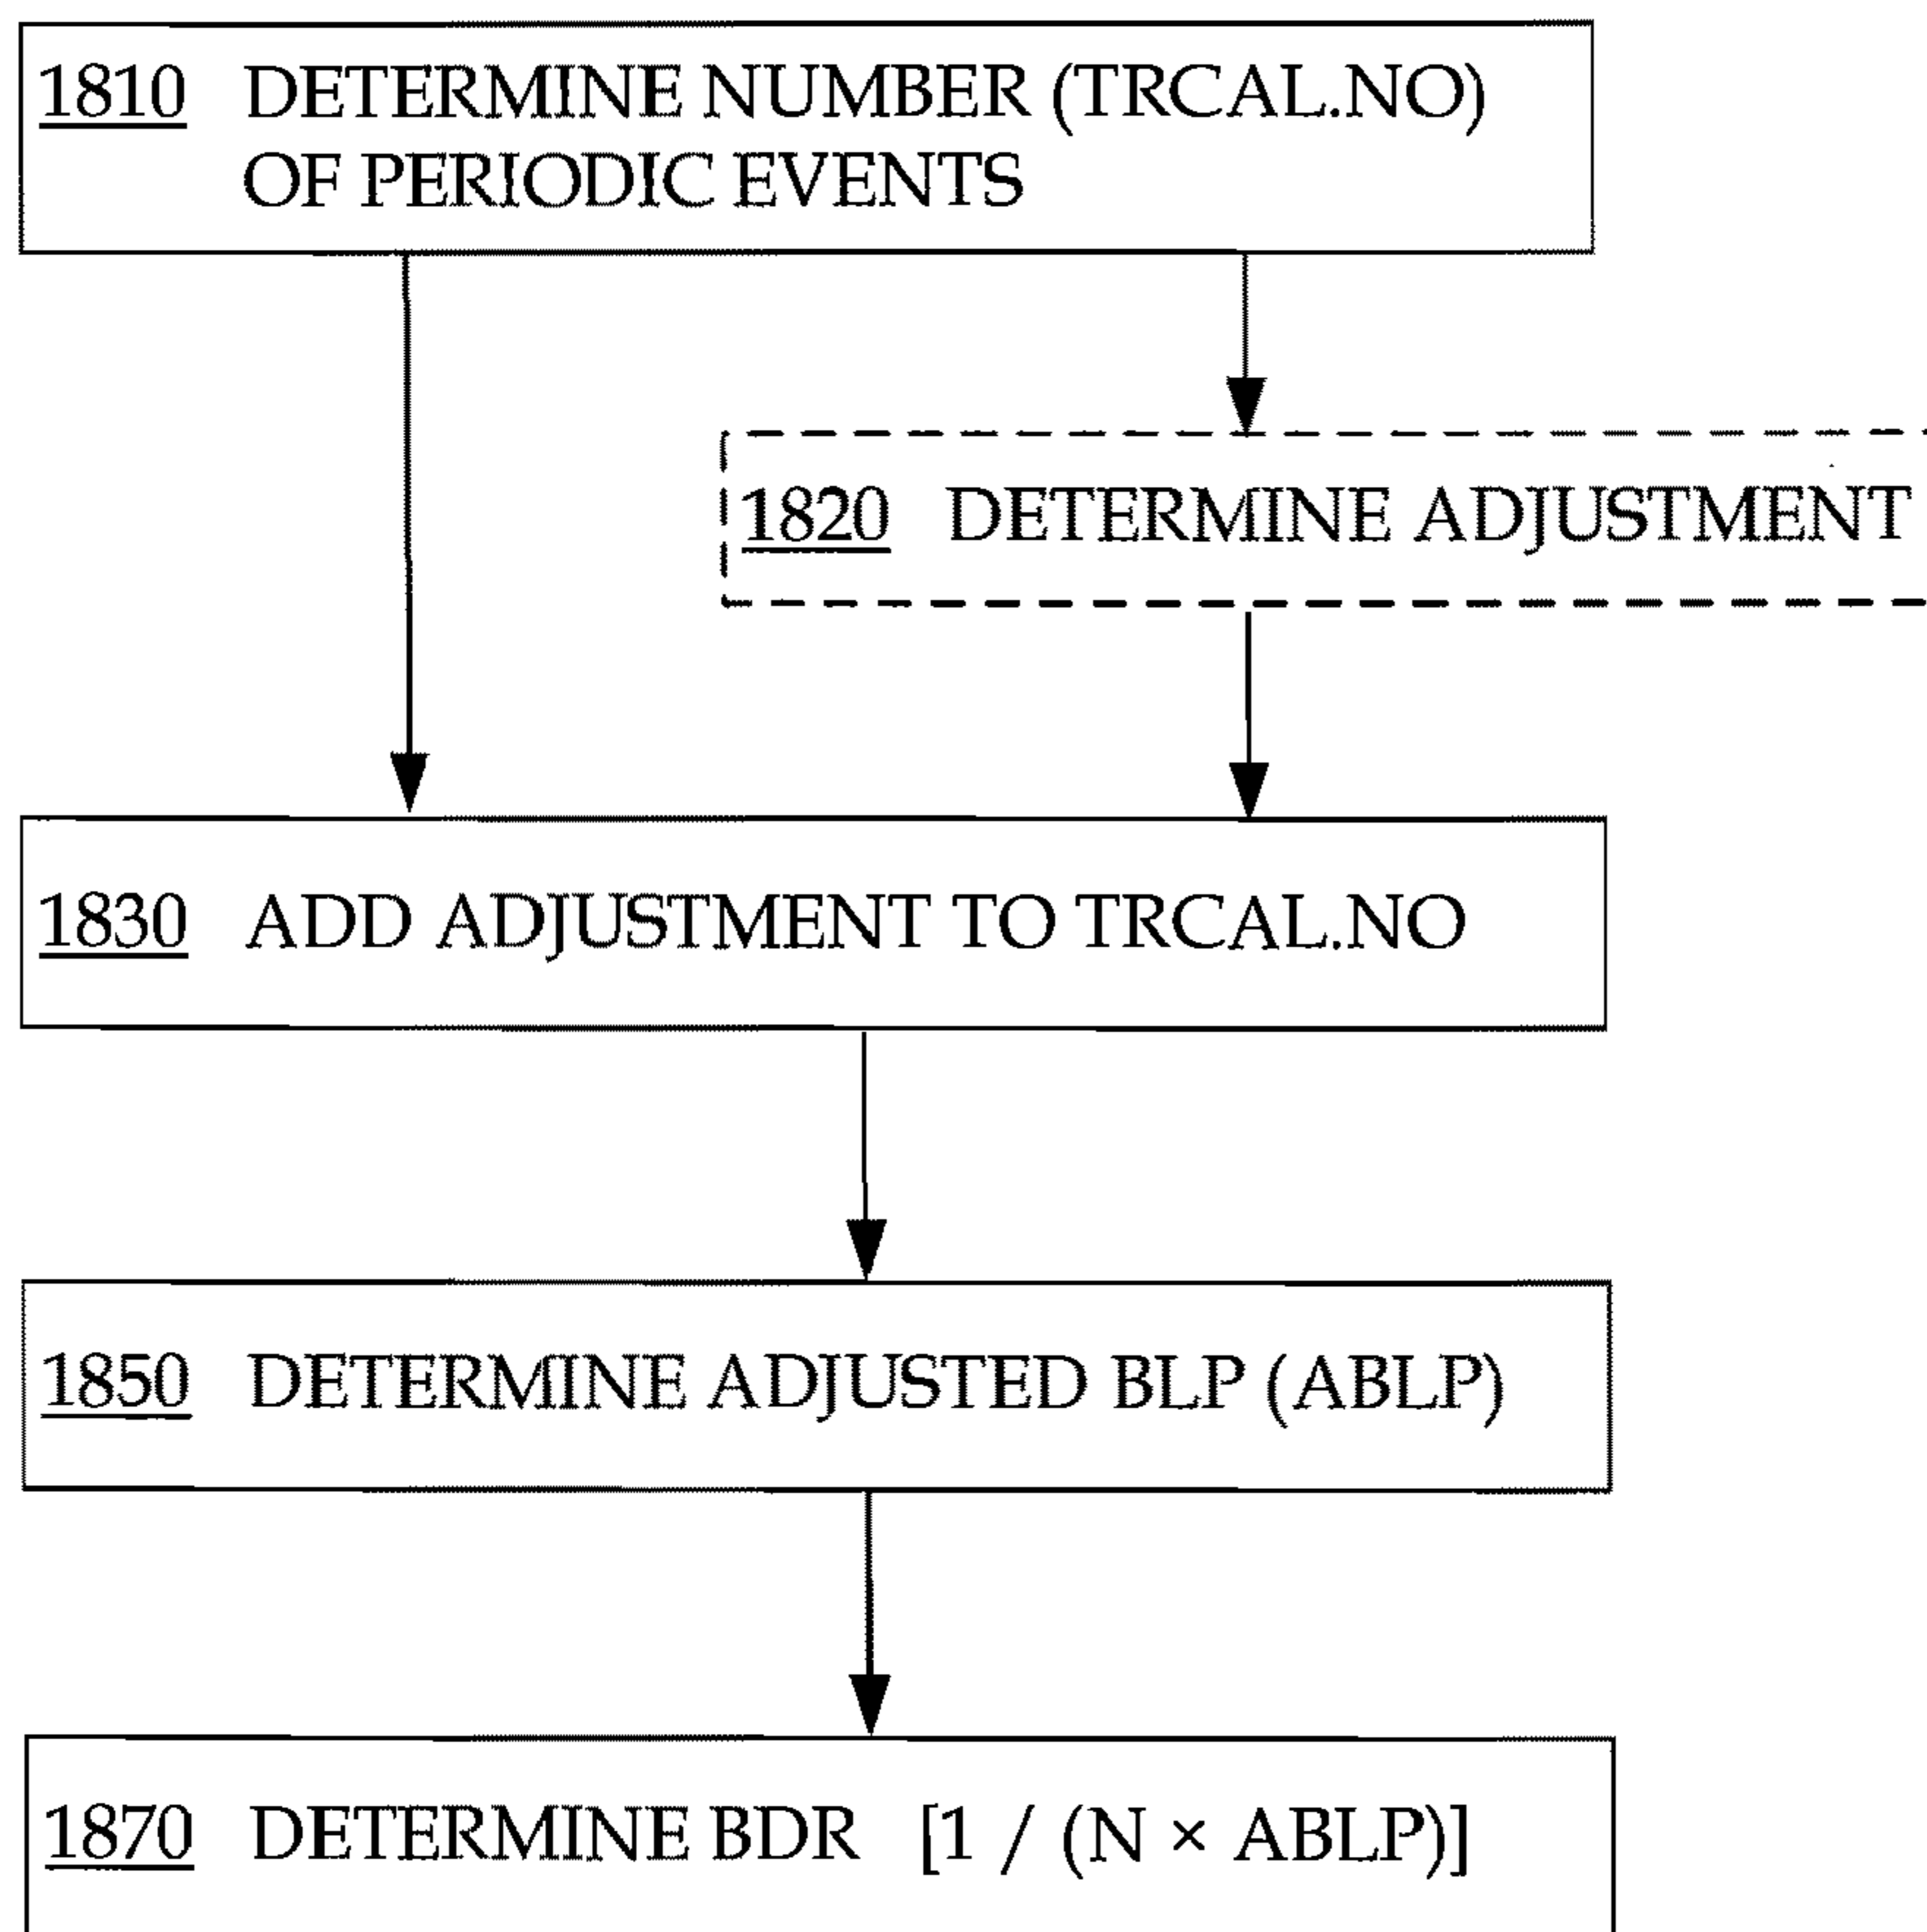 1810 DETERMINE NUMBER (TRCAL.NO)
OF PERIODIC EVENTS
1820 DETERMINE ADJUSTMENT
1830 ADD ADJUSTMENT TO TRCAL.NO
1850 DETERMINE ADJUSTED BLP (ABLP)
1870 DETERMINE BDR [1 / (N × ABLP)]